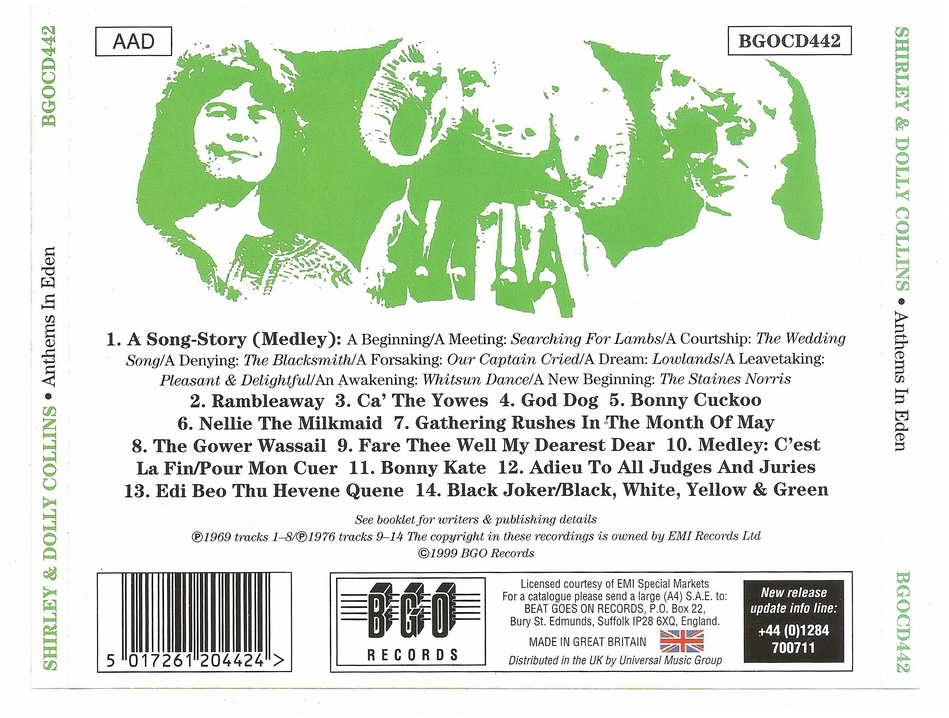 AAD
BGOCD442
SHIRLEY & DOLLY COLLINS • Anthems In Eden
BGOCD442
1. A Song-Story (Medley): A Beginning/A Meeting: Searching For Lambs/A Courtship: The Wedding
Song/A Denying: The Blacksmith/A Forsaking: Our Captain Cried/A Dream: Lowlands/A Leavetaking:
Pleasant & Delightful/An Awakening: Whitsun Dance/A New Beginning: The Staines Norris
2. Rambleaway 3. Ca' The Yowes 4. God Dog 5. Bonny Cuckoo
6. Nellie The Milkmaid 7. Gathering Rushes In The Month Of May
8. The Gower Wassail 9. Fare Thee Well My Dearest Dear 10. Medley: C'est
La Fin/Pour Mon Cuer 11. Bonny Kate 12. Adieu To All Judges And Juries
13. Edi Beo Thu Hevene Quene 14. Black Joker/Black, White, Yellow & Green
See booklet for writers & publishing details
℗1969 tracks 1–8/℗1976 tracks 9–14 The copyright in these recordings is owned by EMI Records Ltd
©1999 BGO Records
5 017261 204424 >
BGO
RECORDS
Licensed courtesy of EMI Special Markets
For a catalogue please send a large (A4) S.A.E. to:
BEAT GOES ON RECORDS, P.O. Box 22,
Bury St. Edmunds, Suffolk IP28 6XQ, England.
MADE IN GREAT BRITAIN
Distributed in the UK by Universal Music Group
New release
update info line:
+44 (0)1284
700711
SHIRLEY & DOLLY COLLINS • Anthems In Eden
BGOCD442